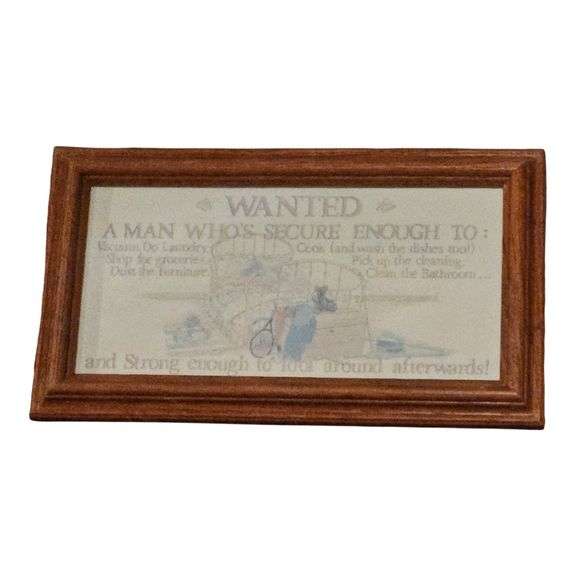 WANTED
A MAN WHO'S SECURE ENOUGH TO:
Vacuum, Do Laundry, Cook (and wash the dishes too!)
Shop for groceries Pick up the cleaning,
Dust the Furniture, Clean the Bathroom...
and Strong enough to fool around afterwards!